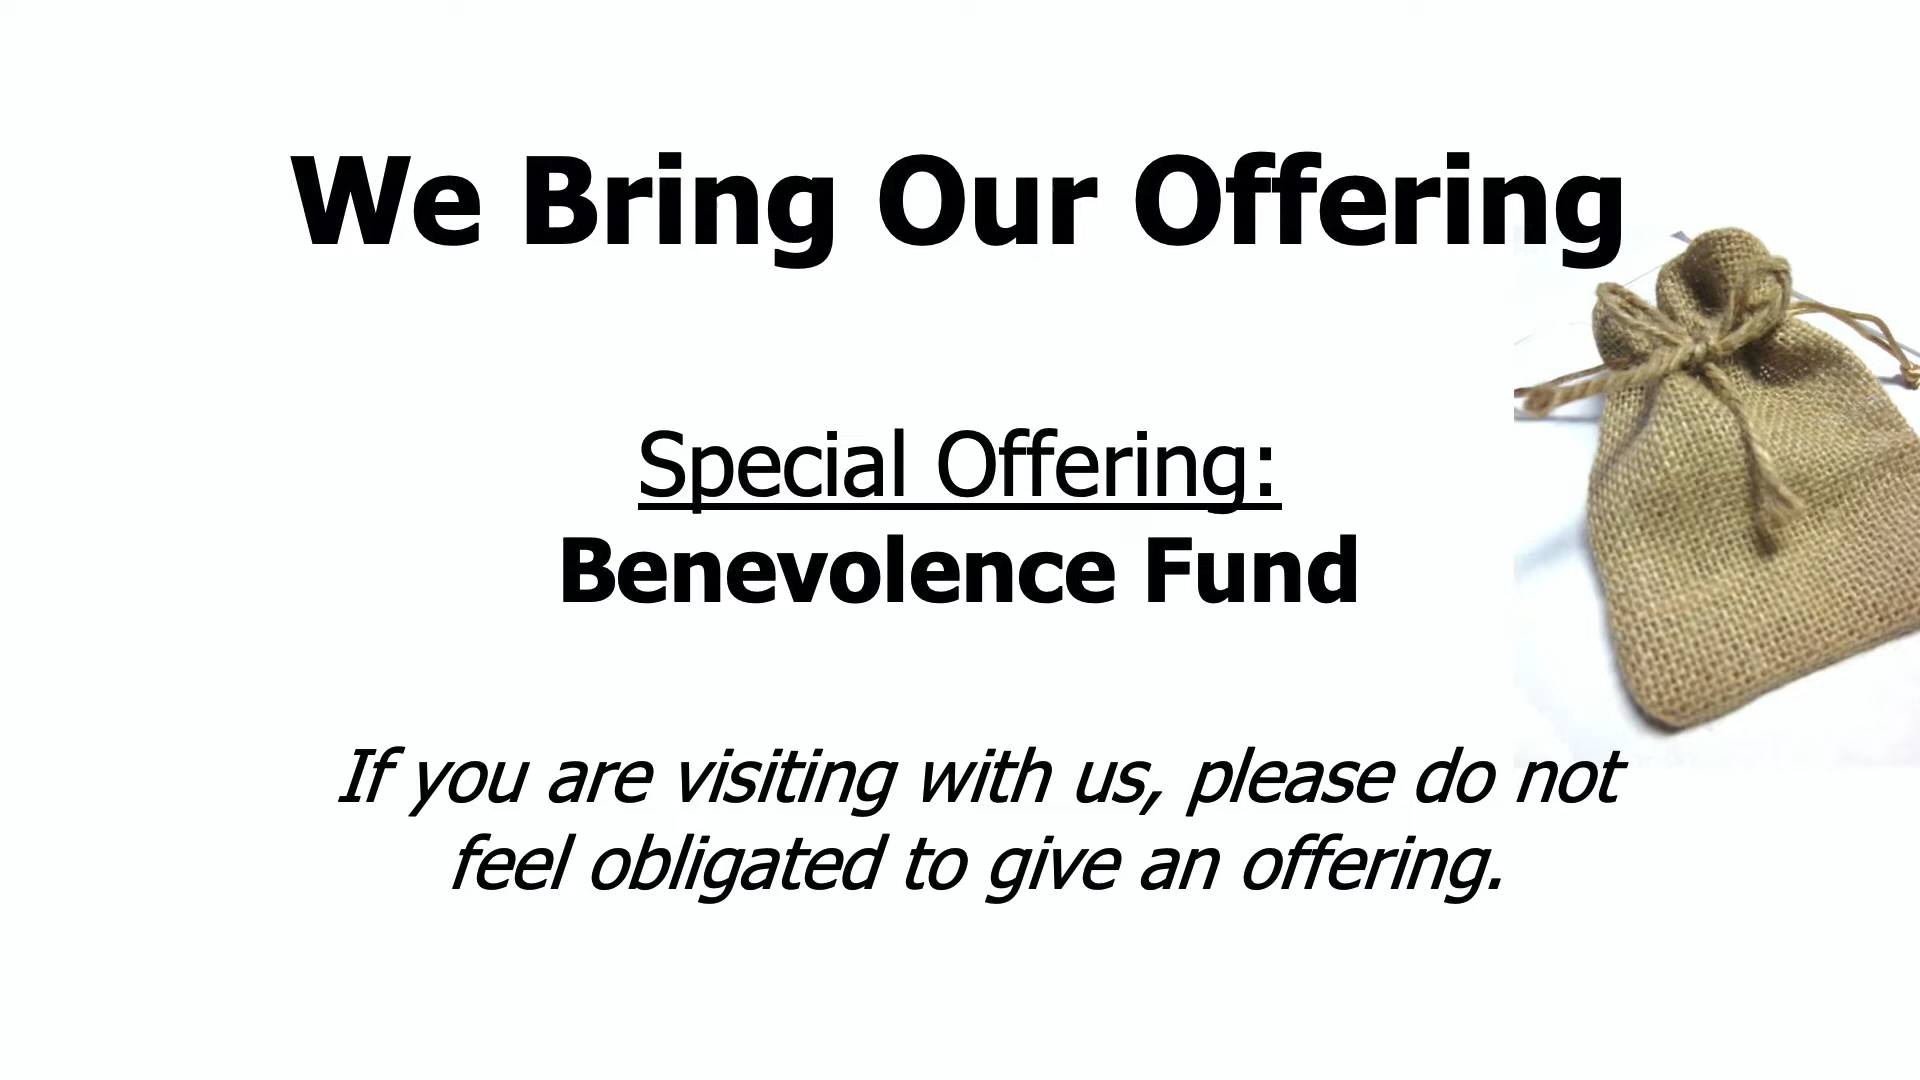 We Bring Our Offering
Special Offering:
Benevolence Fund
If you are visiting with us, please do not
feel obligated to give an offering.